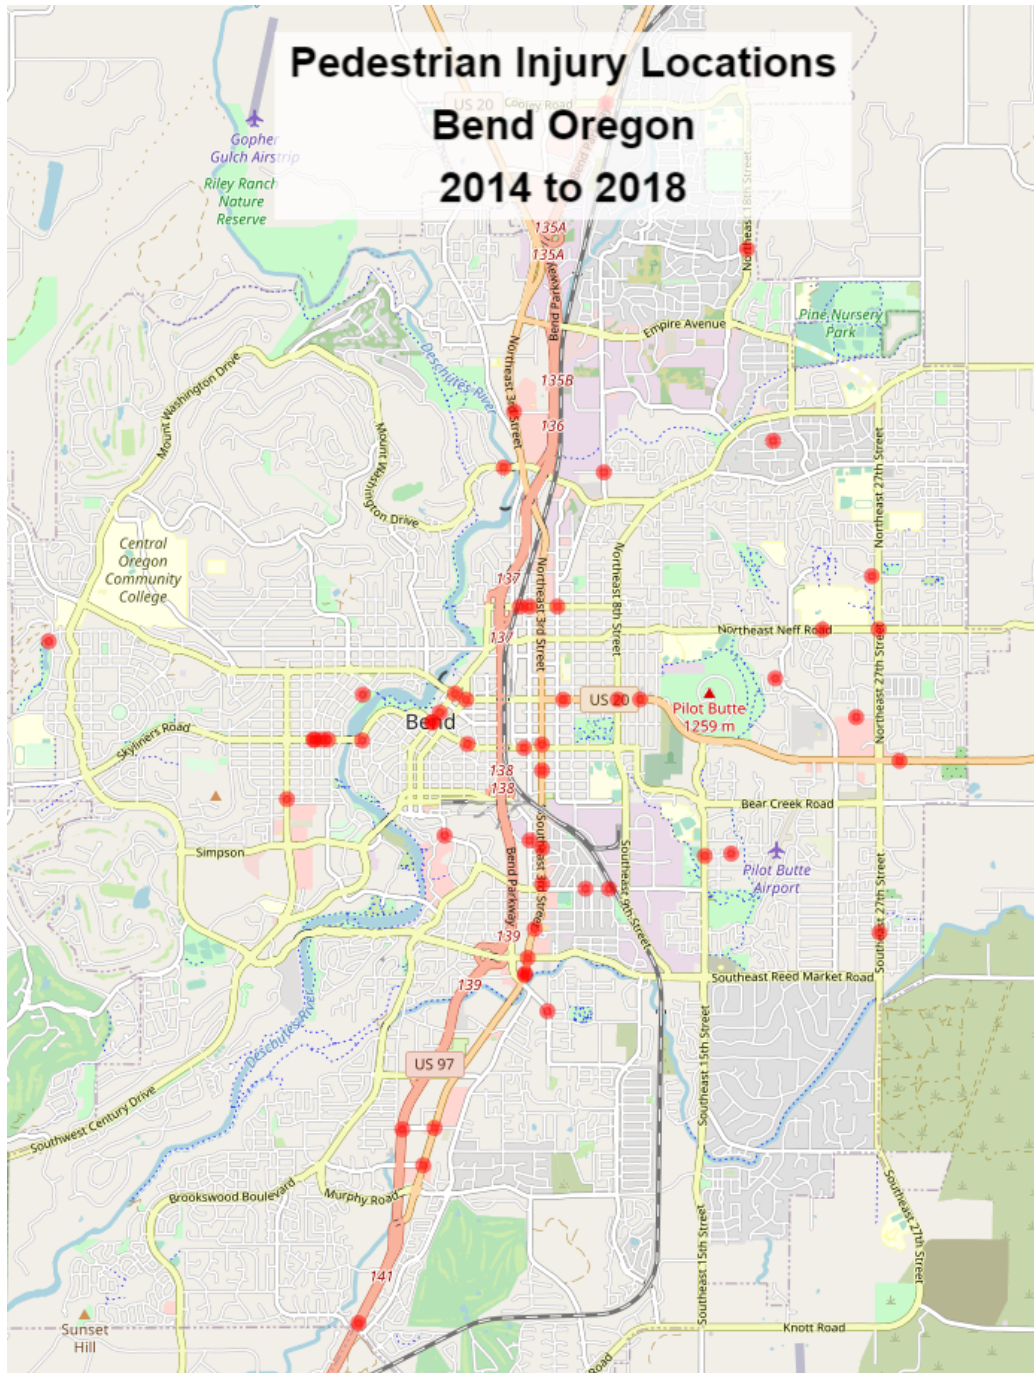 Pedestrian Injury Locations
Bend Oregon
2014 to 2018
US 20
Cooley Road
Gopher
Gulch Airstrip
Riley Ranch
Nature
Reserve
Northeast 18th Street
135A
135A
Bend Parkway
Pine Nursery
Park
Empire Avenue
Deschutes River
Northeast 3rd Street
Mount Washington Drive
135B
136
Mount Washington Drive
Northeast 27th Street
Central
Oregon
Community
College
137
Northeast 3rd Street
Northeast 8th Street
137
Northeast Neff Road
Northeast 27th Street
US 20
Pilot Butte
1259 m
Bend
Skyliners Road
138
138
Bear Creek Road
Simpson
Bend Parkway
Southeast 3rd Street
Southeast 9th Street
Pilot Butte
Airport
Southeast 27th Street
139
139
Southeast Reed Market Road
Deschutes River
US 97
Southeast 15th Street
Southwest Century Drive
Brookswood Boulevard
Murphy Road
Southeast 27th Street
Southeast 15th Street
141
Sunset
Hill
Knott Road
Road